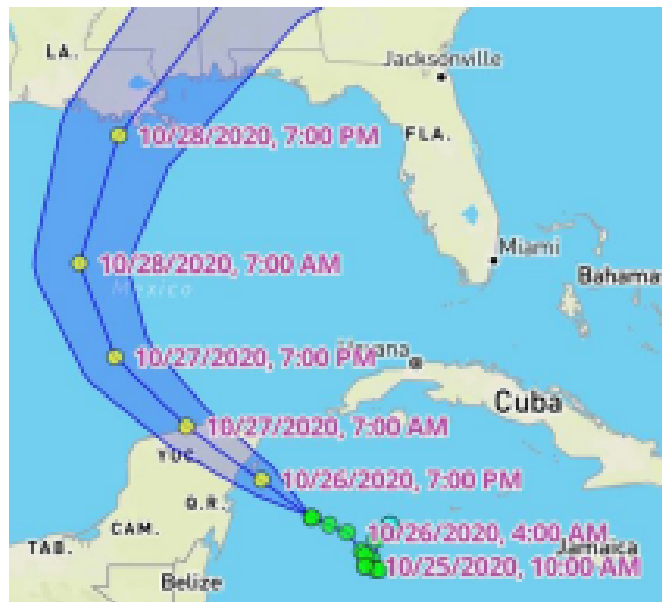 LA.
Jacksonville
10/28/2020, 7:00 PM
FLA.
Miami
10/28/2020, 7:00 AM
Bahama
Mexico
10/27/2020, 7:00 PM
Cuba
10/27/2020, 7:00 AM
YUC.
10/26/2020, 7:00 PM
Q.R.
CAM.
10/26/2020, 4:00 AM
TAB.
Jamaica
10/25/2020, 10:00 AM
Belize